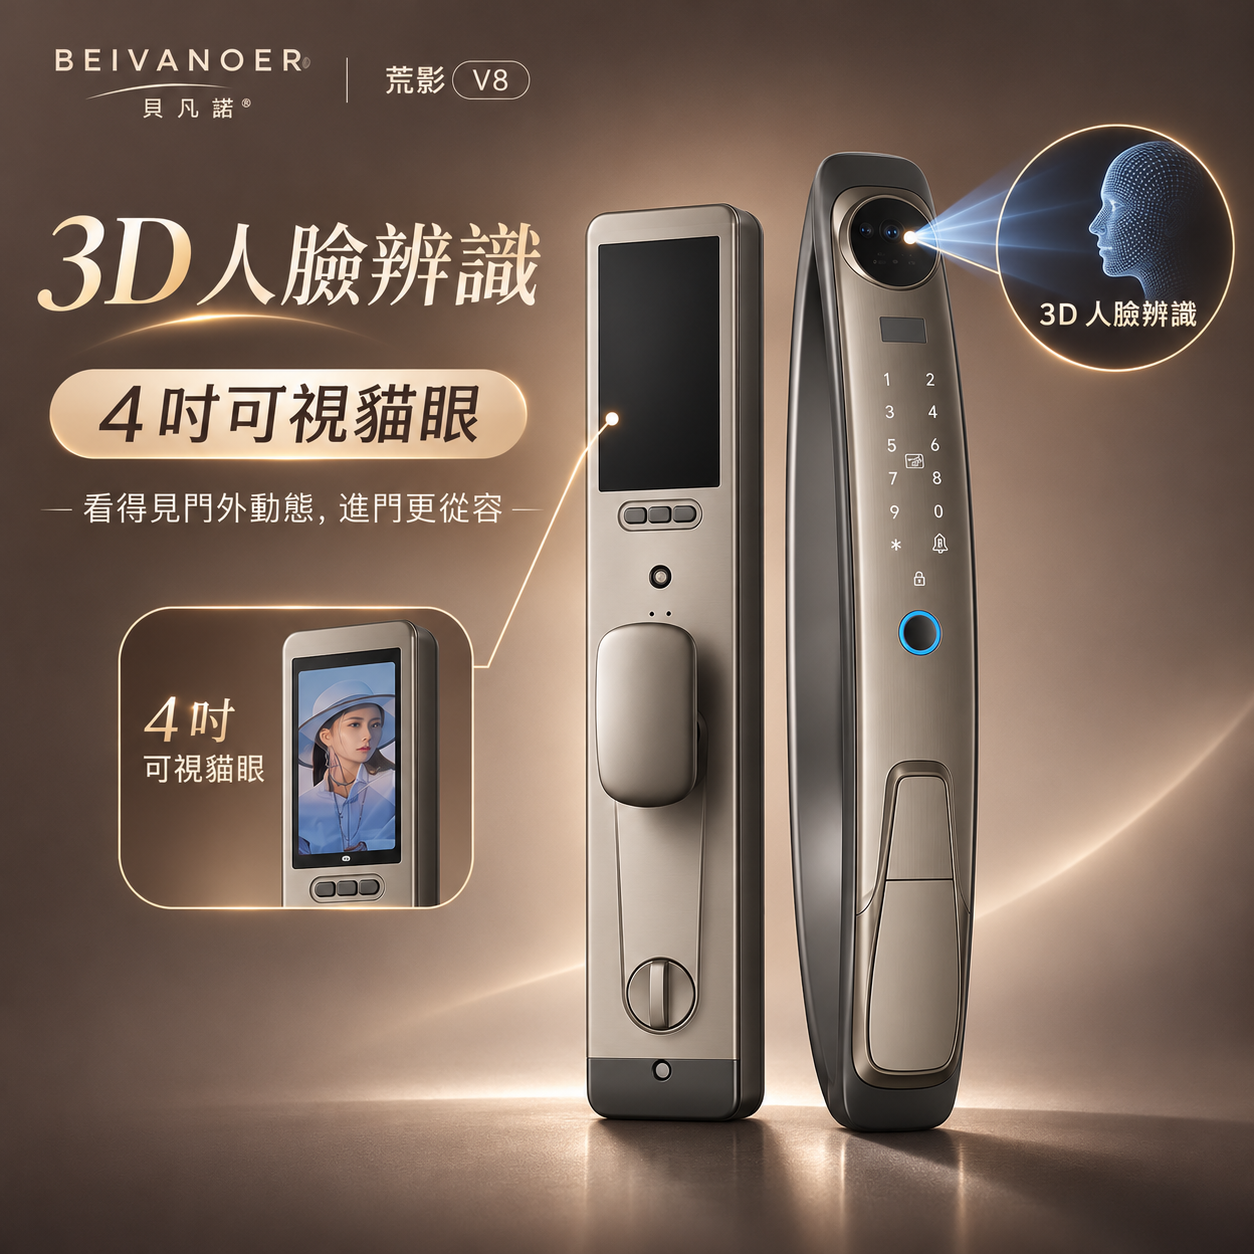 BEIVANOER®
貝凡諾®
荒影 V8
3D人臉辨識
4吋可視貓眼
看得見門外動態, 進門更從容
3D 人臉辨識
1 2
3 4
5 6
7 8
9 0
*
4吋
可視貓眼